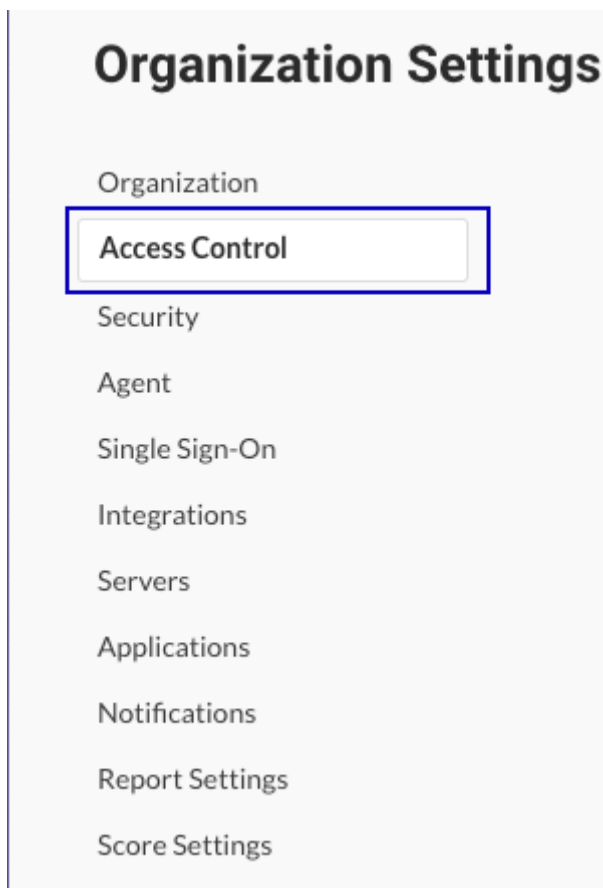 Organization Settings
Organization
Access Control
Security
Agent
Single Sign-On
Integrations
Servers
Applications
Notifications
Report Settings
Score Settings